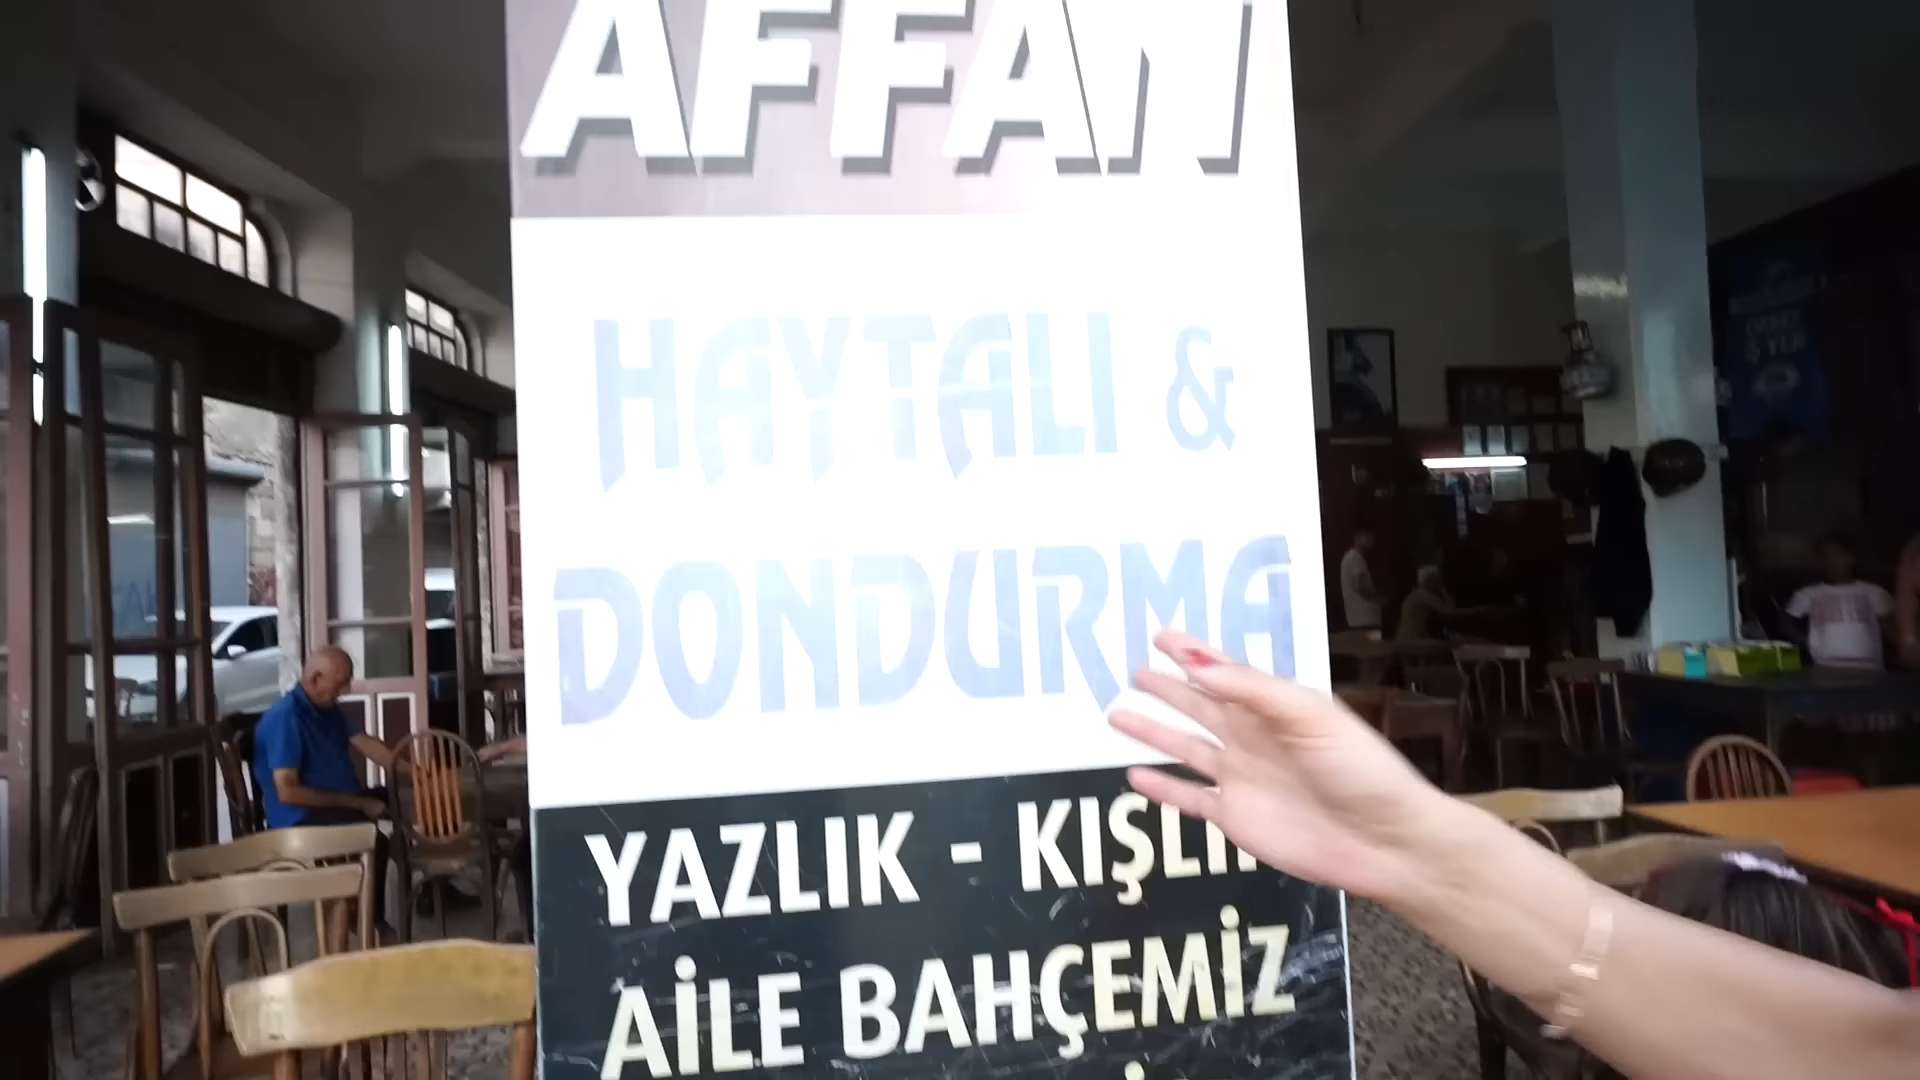 AFFAN
HAYTALI &
DONDURMA
YAZLIK - KIŞLIK
AİLE BAHÇEMİZ